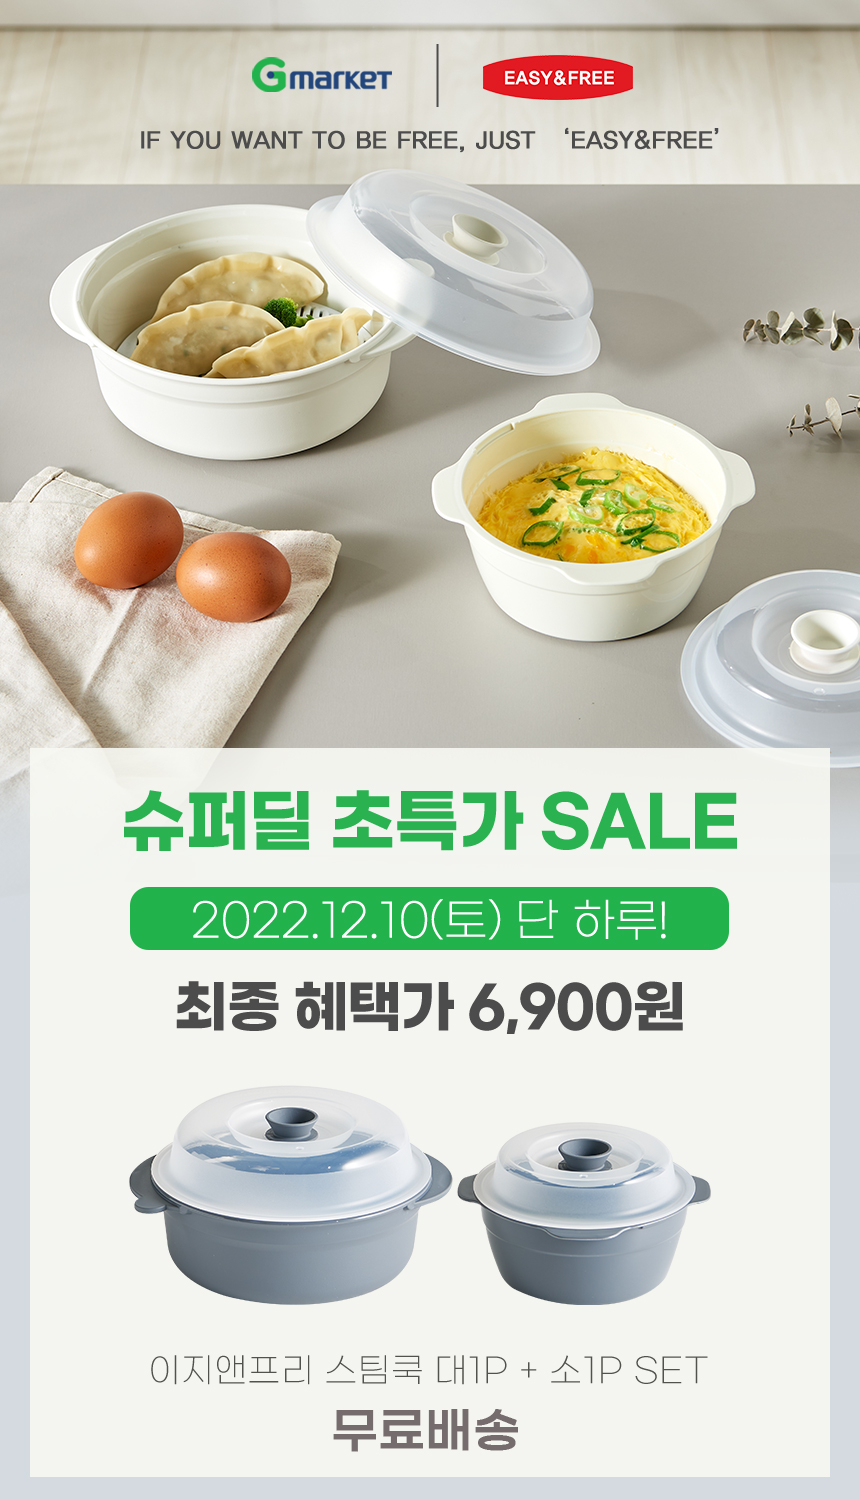 Gmarket
EASY&FREE
IF YOU WANT TO BE FREE, JUST ‘EASY&FREE’
슈퍼딜 초특가 SALE
2022.12.10(토) 단 하루!
최종 혜택가 6,900원
이지앤프리 스팀쿡 대1P + 소1P SET
무료배송